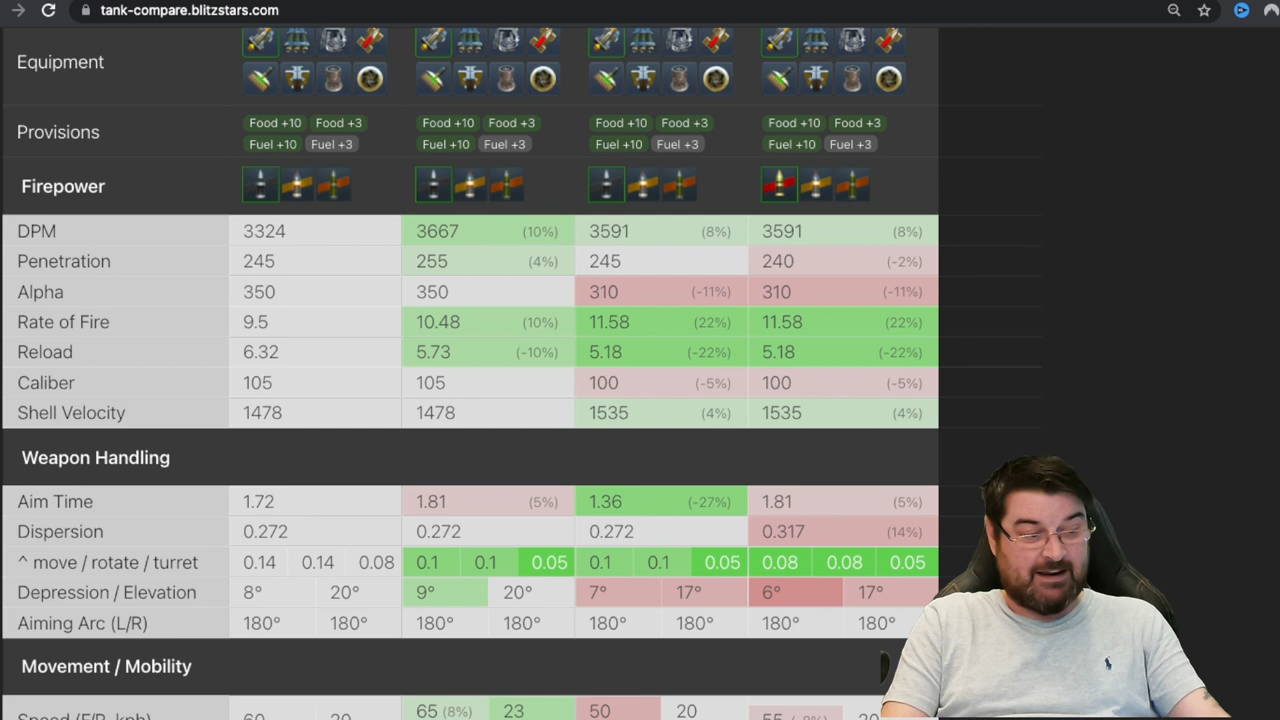 tank-compare.blitzstars.com
Equipment
Provisions Food +10 Food +3 Food +10 Food +3 Food +10 Food +3 Food +10 Food +3
Fuel +10 Fuel +3 Fuel +10 Fuel +3 Fuel +10 Fuel +3 Fuel +10 Fuel +3
Firepower
DPM 3324 3667 (10%) 3591 (8%) 3591 (8%)
Penetration 245 255 (4%) 245 240 (-2%)
Alpha 350 350 310 (-11%) 310 (-11%)
Rate of Fire 9.5 10.48 (10%) 11.58 (22%) 11.58 (22%)
Reload 6.32 5.73 (-10%) 5.18 (-22%) 5.18 (-22%)
Caliber 105 105 100 (-5%) 100 (-5%)
Shell Velocity 1478 1478 1535 (4%) 1535 (4%)
Weapon Handling
Aim Time 1.72 1.81 (5%) 1.36 (-27%) 1.81 (5%)
Dispersion 0.272 0.272 0.272 0.317 (14%)
^ move / rotate / turret 0.14 0.14 0.08 0.1 0.1 0.05 0.1 0.1 0.05 0.08 0.08 0.05
Depression / Elevation 8° 20° 9° 20° 7° 17° 6° 17°
Aiming Arc (L/R) 180° 180° 180° 180° 180° 180° 180° 180°
Movement / Mobility
Speed (F/R, kph) 60 20 65 (8%) 23 50 20 55 (-8%)